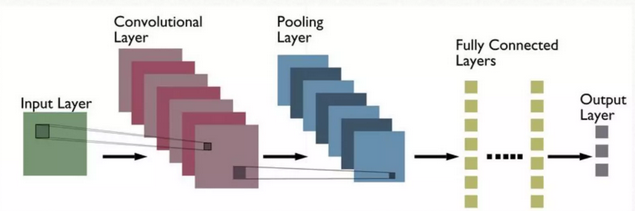 Convolutional
Layer
Pooling
Layer
Fully Connected
Layers
Input Layer
Output
Layer